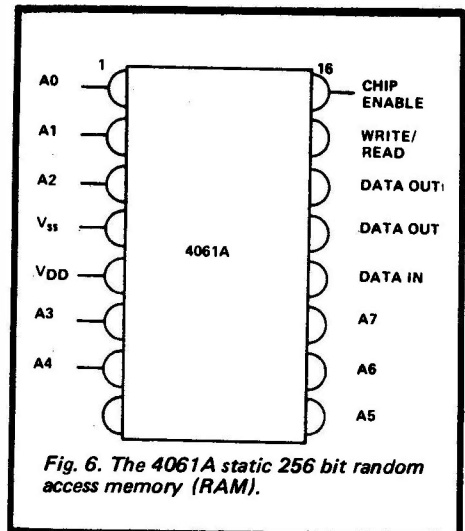 1
16
A0
CHIP
ENABLE
A1
WRITE/
READ
A2
DATA OUT
Vss
DATA OUT
4061A
VDD
DATA IN
A3
A7
A4
A6
A5
Fig. 6. The 4061A static 256 bit random
access memory (RAM).